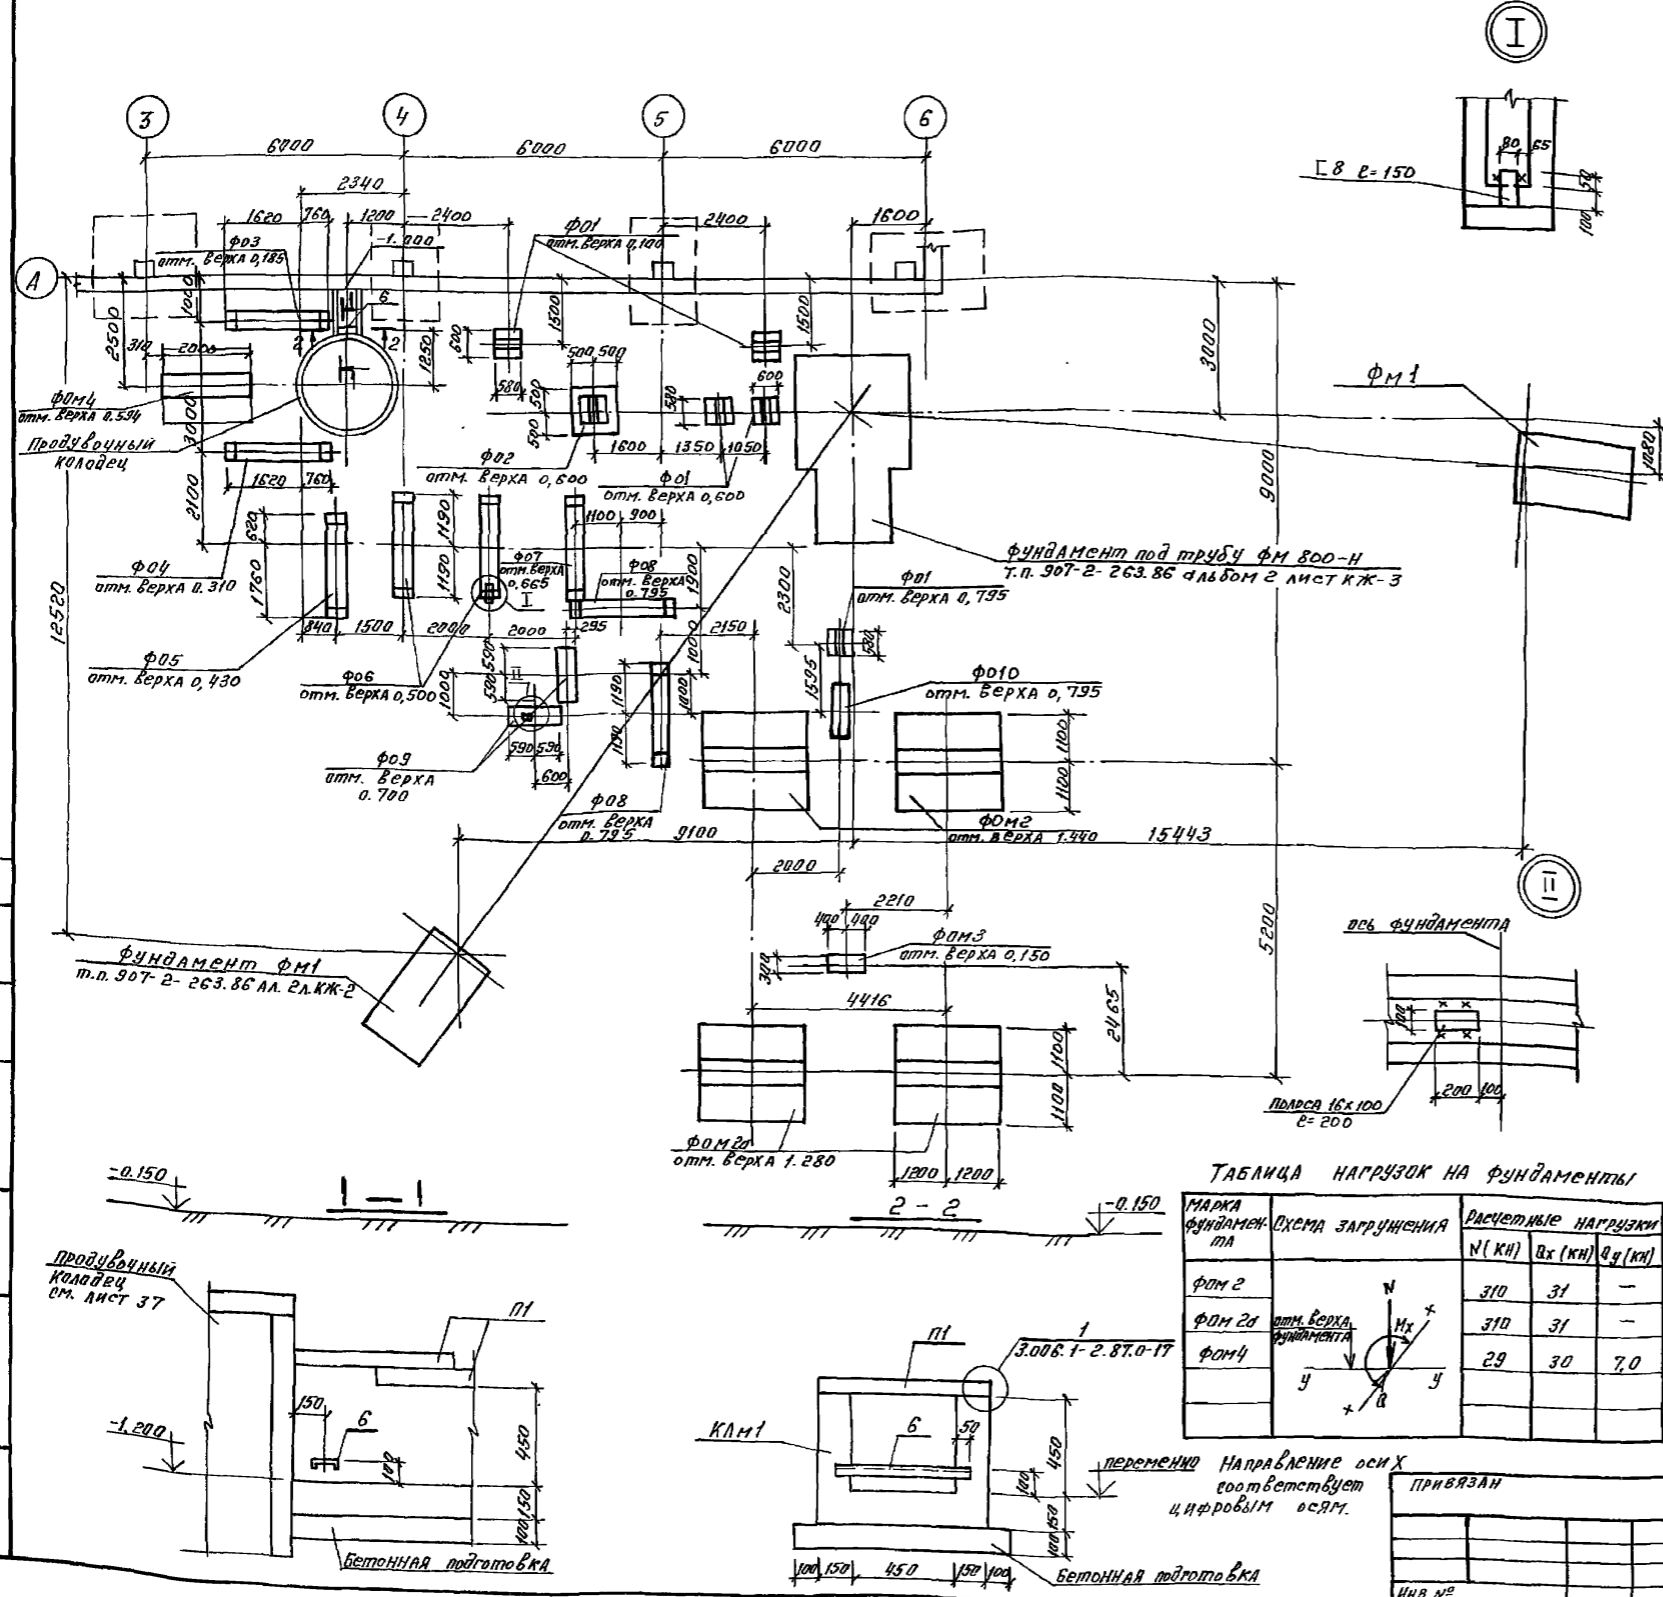 I
3
4
5
6
6000
6000
6000
2340
1620
760
1200
2400
2400
1600
ФО3
отм. верха 0,185
-1.000
ФО1
отм. верха 0,100
[8 ℓ=150
80
65
50
100
А
1000
2500
310
2000
6
2
2
1250
600
580
1500
500
500
500
500
580
600
1500
3000
ФМ1
1080
ФОМ4
отм. верха 0.594
Продувочный
колодец
3000
2100
1620
760
ФО2
отм. верха 0,600
1600
1350
1050
ФО1
отм. верха 0,600
9000
12520
620
1760
1190
1190
1100
900
ФО7
отм. верха
0,665
I
ФО8
отм. верха
0.795
1900
2300
Фундамент под трубу ФМ 800-Н
Т.п. 907-2-263.86 альбом 2 лист КЖ-3
ФО4
отм. верха 0.310
ФО1
отм. верха 0,795
840
1500
2000
2000
295
2150
1000
580
1595
ФО5
отм. верха 0,430
ФО6
отм. верха 0,500
590
590
1000
II
1190
1190
1000
ФО10
отм. верха 0,795
1100
1100
ФО9
отм. верха
0.700
590
590
600
ФО8
отм. верха
0.795
9100
ФОМ2
отм. верха 1.440
15443
2000
2210
II
5200
400
400
ФОМ3
отм. верха 0,150
300
ось фундамента
Фундамент ФМ1
т.п. 907-2-263.86 Ал. 2л.КЖ-2
4416
2465
100
200
100
полоса 16х100
ℓ=200
1100
1100
ФОМ2а
отм. верха 1.280
1200
1200
-0.150
1 - 1
2 - 2
-0.150
Таблица нагрузок на фундаменты
Марка
фундамен-
та
Схема загружения
Расчетные нагрузки
N(кН)
Qx(кН)
Qy(кН)
ФОМ 2
310
31
-
ФОМ 2а
310
31
-
ФОМ4
29
30
7,0
отм. верха
фундамента
N
Mx
x
y
y
x
Q
Продувочный
колодец
см. лист 37
П1
150
6
-1.200
100
450
150
100
Бетонная подготовка
П1
1
3.006.1-2.87.0-17
КЛм1
6
50
450
100
150
100
переменно
100
150
450
150
100
Бетонная подготовка
Направление оси Х
соответствует
цифровым осям.
Привязан
Инв. №